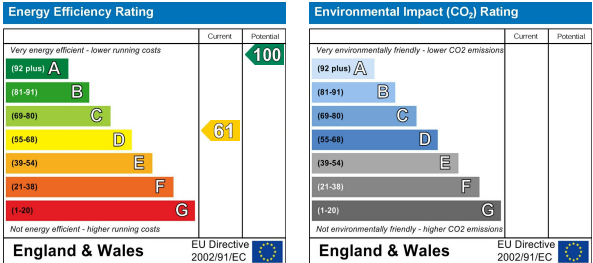 Energy Efficiency Rating
Current Potential
Very energy efficient - lower running costs
(92 plus) A
(81-91) B
(69-80) C
(55-68) D
(39-54) E
(21-38) F
(1-20) G
100
61
Not energy efficient - higher running costs
England & Wales
EU Directive
2002/91/EC
Environmental Impact (CO2) Rating
Current Potential
Very environmentally friendly - lower CO2 emissions
(92 plus) A
(81-91) B
(69-80) C
(55-68) D
(39-54) E
(21-38) F
(1-20) G
Not environmentally friendly - higher CO2 emissions
England & Wales
EU Directive
2002/91/EC